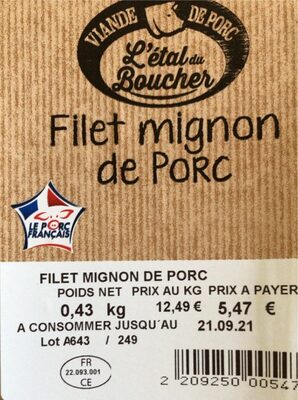 VIANDE DE PORC
L'étal du
Boucher
Filet mignon
de PORC
LE PORC
FRANÇAIS
FILET MIGNON DE PORC
POIDS NET PRIX AU KG PRIX A PAYER
0,43 kg 12,49 € 5,47 €
A CONSOMMER JUSQU´AU 21.09.21
Lot A643 / 249
FR
22.093.001
CE
2 209250 00547